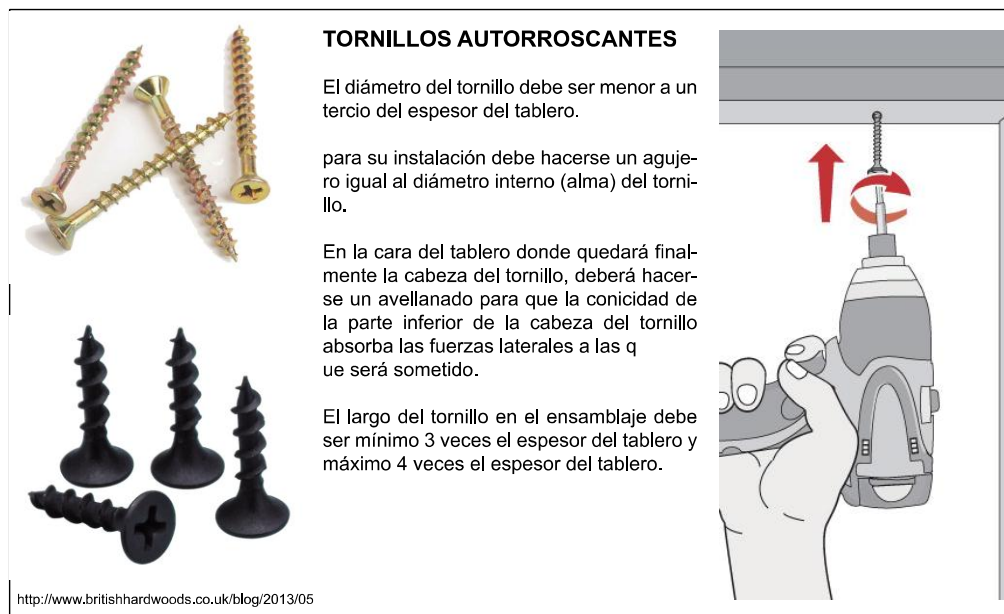 TORNILLOS AUTORROSCANTES
El diámetro del tornillo debe ser menor a un
tercio del espesor del tablero.
para su instalación debe hacerse un aguje-
ro igual al diámetro interno (alma) del torni-
llo.
En la cara del tablero donde quedará final-
mente la cabeza del tornillo, deberá hacer-
se un avellanado para que la conicidad de
la parte inferior de la cabeza del tornillo
absorba las fuerzas laterales a las q
ue será sometido.
El largo del tornillo en el ensamblaje debe
ser mínimo 3 veces el espesor del tablero y
máximo 4 veces el espesor del tablero.
http://www.britishhardwoods.co.uk/blog/2013/05